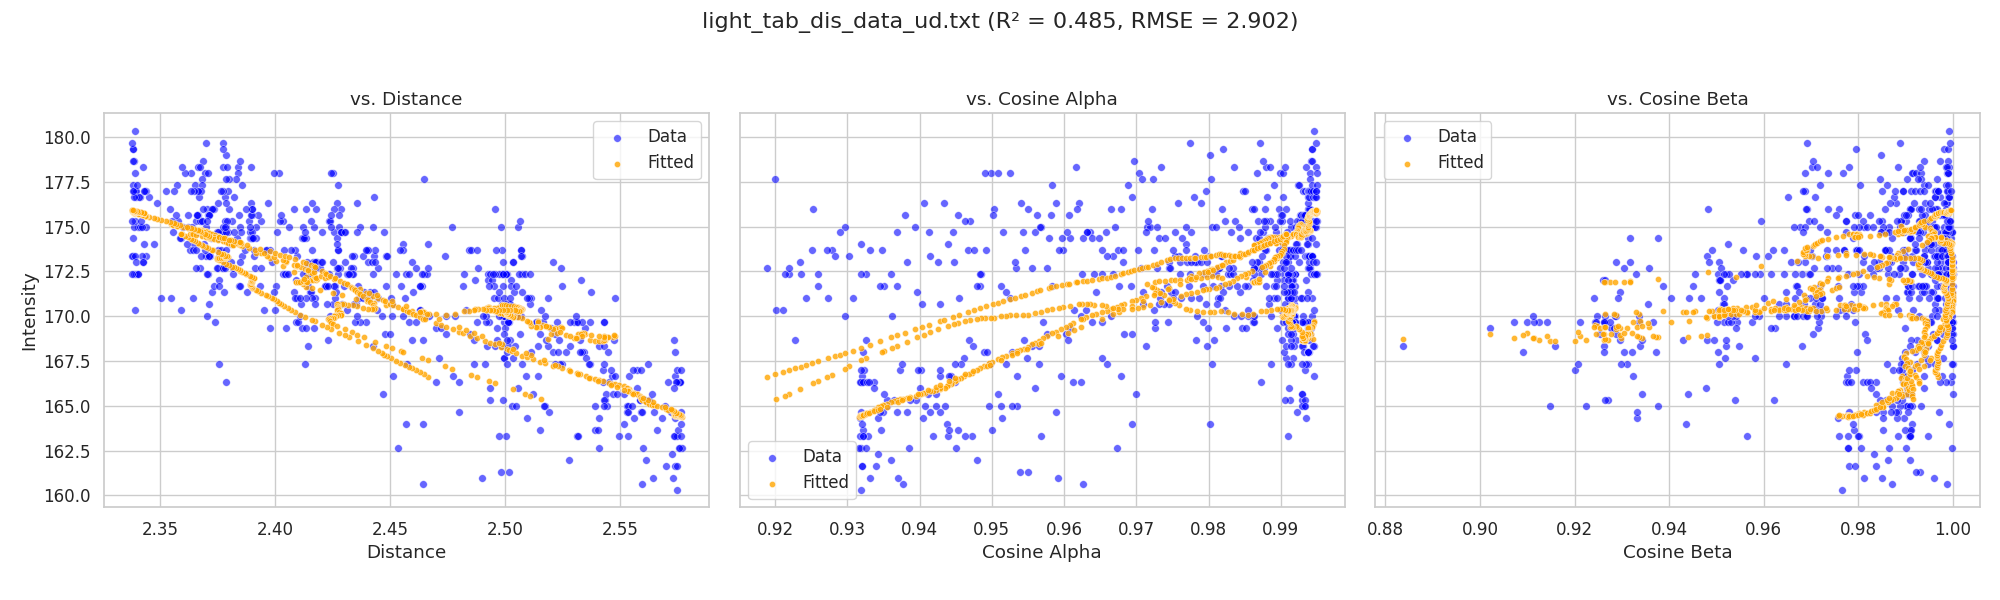 light_tab_dis_data_ud.txt (R² = 0.485, RMSE = 2.902)
vs. Distance
vs. Cosine Alpha
vs. Cosine Beta
Data
Fitted
Data
Fitted
Data
Fitted
Intensity
180.0
177.5
175.0
172.5
170.0
167.5
165.0
162.5
160.0
2.35 2.40 2.45 2.50 2.55
0.92 0.93 0.94 0.95 0.96 0.97 0.98 0.99
0.88 0.90 0.92 0.94 0.96 0.98 1.00
Distance
Cosine Alpha
Cosine Beta